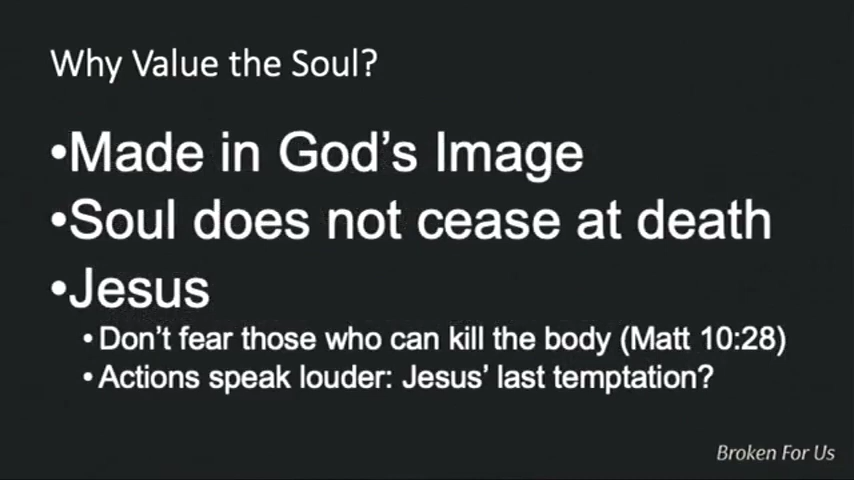 Why Value the Soul?
•Made in God's Image
•Soul does not cease at death
•Jesus
•Don't fear those who can kill the body (Matt 10:28)
•Actions speak louder: Jesus' last temptation?
Broken For Us